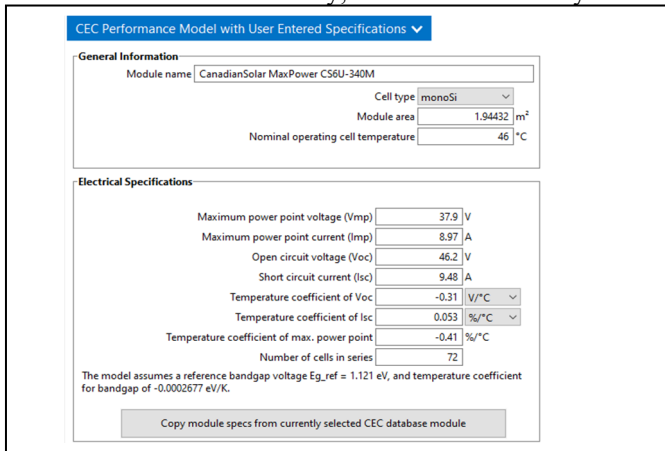 CEC Performance Model with User Entered Specifications
General Information
Module name CanadianSolar MaxPower CS6U-340M
Cell type monoSi
Module area 1.94432 m²
Nominal operating cell temperature 46 °C
Electrical Specifications
Maximum power point voltage (Vmp) 37.9 V
Maximum power point current (Imp) 8.97 A
Open circuit voltage (Voc) 46.2 V
Short circuit current (Isc) 9.48 A
Temperature coefficient of Voc -0.31 V/°C
Temperature coefficient of Isc 0.053 %/°C
Temperature coefficient of max. power point -0.41 %/°C
Number of cells in series 72
The model assumes a reference bandgap voltage Eg_ref = 1.121 eV, and temperature coefficient
for bandgap of -0.0002677 eV/K.
Copy module specs from currently selected CEC database module